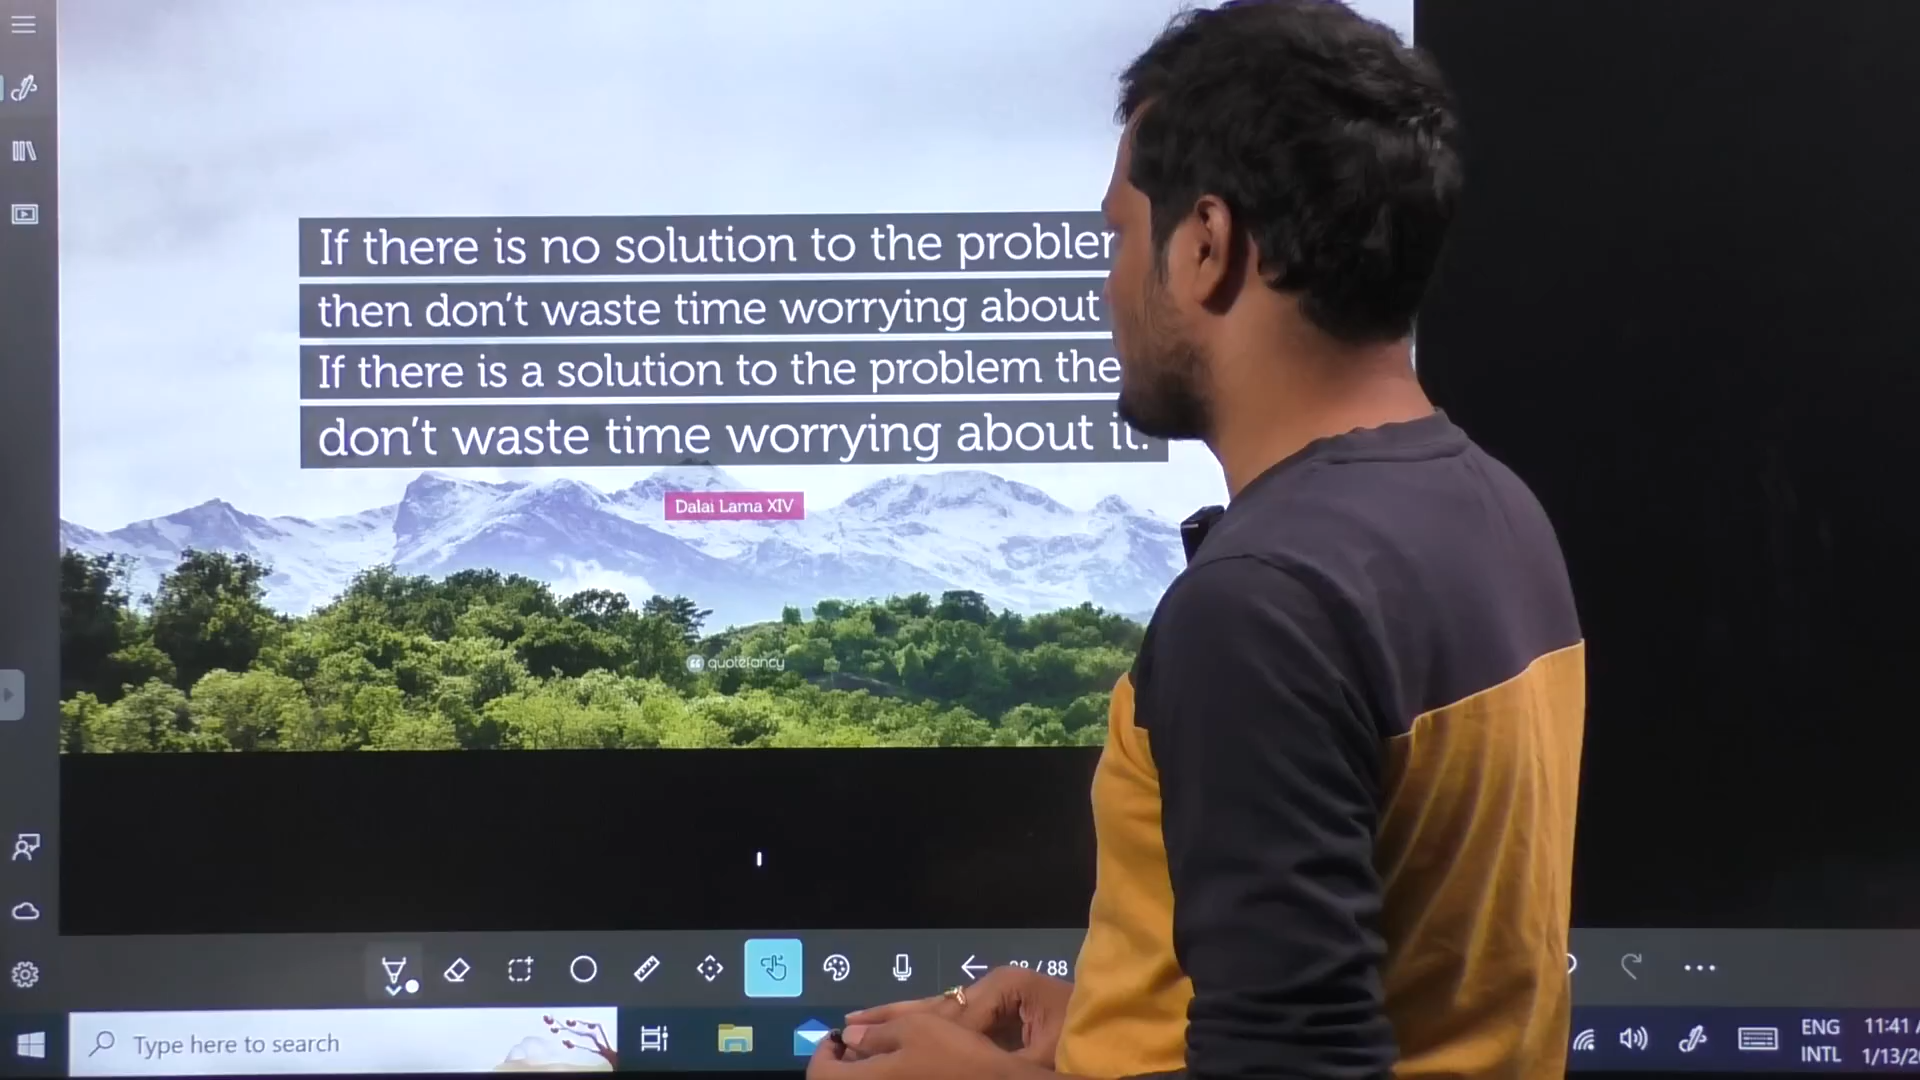 If there is no solution to the
then don't waste time worrying about
If there is a solution to the problem
don't waste time worrying about it.
Dalai Lama XIV
quotefancy
/ 88
Type here to search
ENG
11:41
INTL